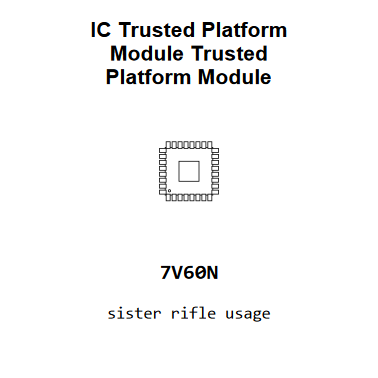 IC Trusted Platform
Module Trusted
Platform Module
7V60N
sister rifle usage